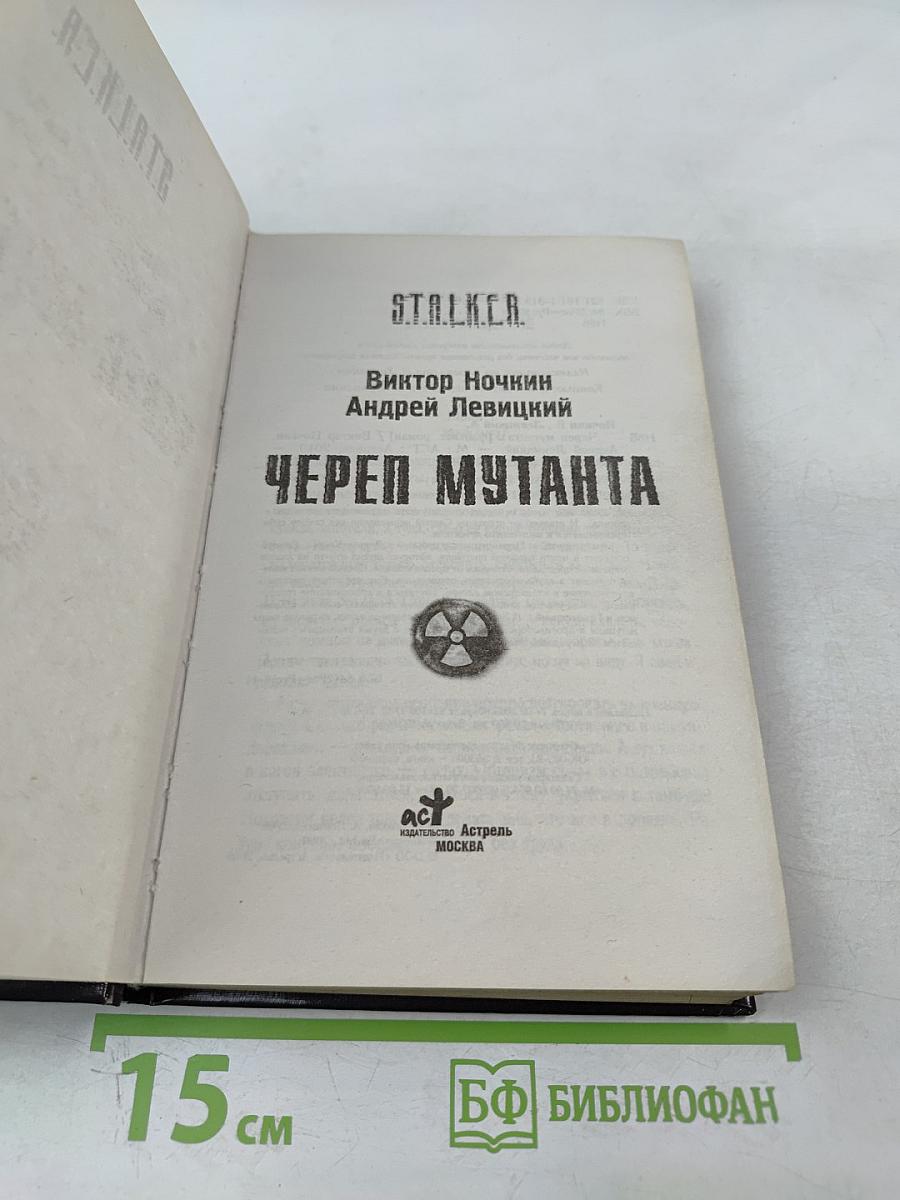 S.T.A.L.K.E.R.
S.T.A.L.K.E.R.
Виктор Ночкин
Андрей Левицкий
ЧЕРЕП МУТАНТА
аст
издательство Астрель
МОСКВА
15 см
БФ БИБЛИОФАН